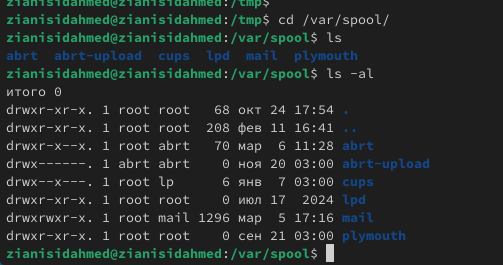 zianisidahmed@zianisidahmed:/tmp$
zianisidahmed@zianisidahmed:/tmp$ cd /var/spool/
zianisidahmed@zianisidahmed:/var/spool$ ls
abrt  abrt-upload  cups  lpd  mail  plymouth
zianisidahmed@zianisidahmed:/var/spool$ ls -al
итого 0
drwxr-xr-x. 1 root root   68 окт 24 17:54 .
drwxr-xr-x. 1 root root  208 фев 11 16:41 ..
drwxr-x--x. 1 root abrt   70 мар  6 11:28 abrt
drwx------. 1 abrt abrt    0 ноя 20 03:00 abrt-upload
drwx--x---. 1 root lp      6 янв  7 03:00 cups
drwxr-xr-x. 1 root root    0 июл 17  2024 lpd
drwxrwxr-x. 1 root mail 1296 мар  5 17:16 mail
drwxr-xr-x. 1 root root    0 сен 21 03:00 plymouth
zianisidahmed@zianisidahmed:/var/spool$